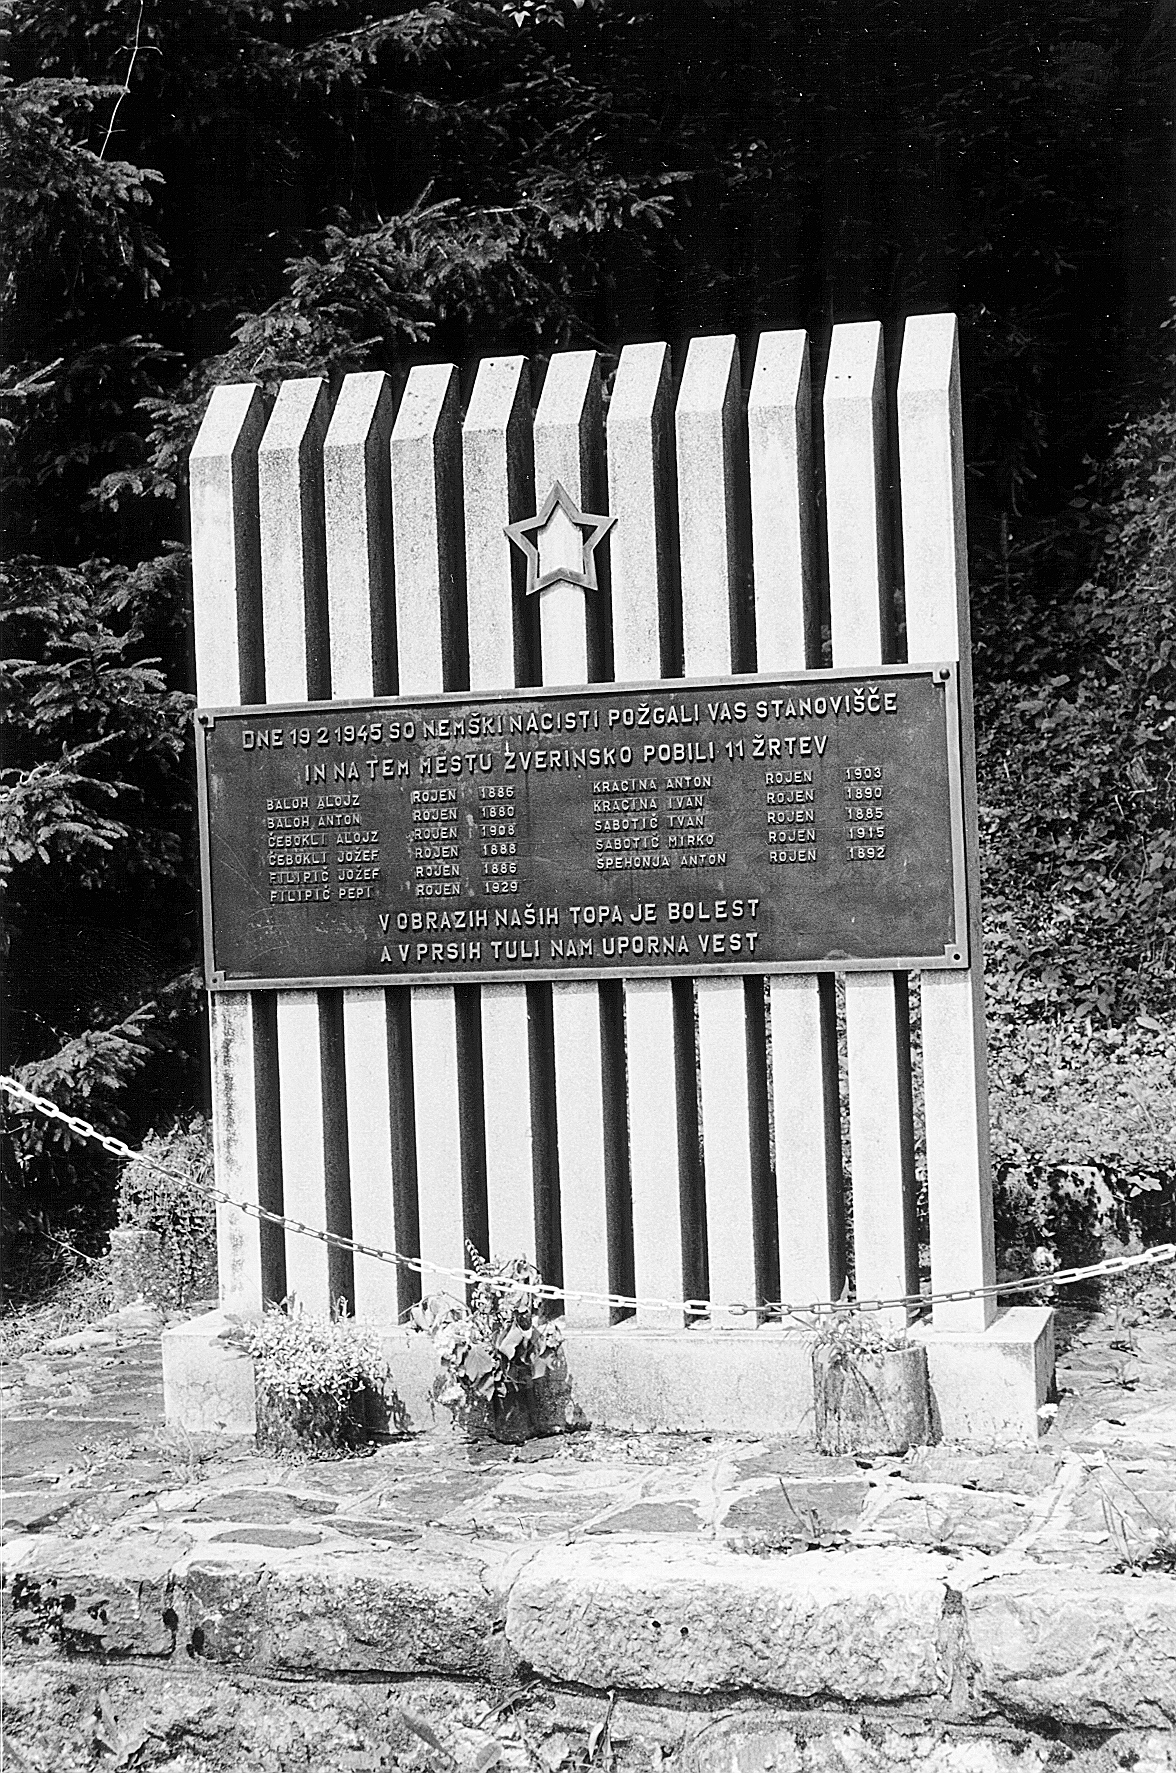 DNE 19 2 1945 SO NEMŠKI NACISTI POŽGALI VAS STANOVIŠČE
IN NA TEM MESTU ZVERINSKO POBILI 11 ŽRTEV
BALOH ALOJZ ROJEN 1886
BALOH ANTON ROJEN 1880
ČEBOKLI ALOJZ ROJEN 1908
ČEBOKLI JOŽEF ROJEN 1888
FILIPIČ JOŽEF ROJEN 1886
FILIPIČ PEPI ROJEN 1929
KRAČINA ANTON ROJEN 1903
KRAČINA IVAN ROJEN 1890
SABOTIČ IVAN ROJEN 1885
SABOTIČ MIRKO ROJEN 1915
ŠPEHONJA ANTON ROJEN 1892
V OBRAZIH NAŠIH TOPA JE BOLEST
A V PRSIH TULI NAM UPORNA VEST